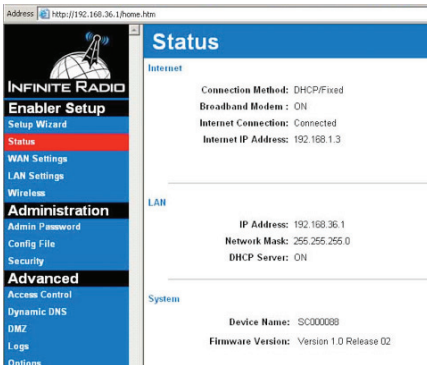 Address http://192.168.36.1/home.htm
INFINITE RADIO
Enabler Setup
Setup Wizard
Status
WAN Settings
LAN Settings
Wireless
Administration
Admin Password
Config File
Security
Advanced
Access Control
Dynamic DNS
DMZ
Logs
Options
Status
Internet
Connection Method: DHCP/Fixed
Broadband Modem : ON
Internet Connection: Connected
Internet IP Address: 192.168.1.3
LAN
IP Address: 192.168.36.1
Network Mask: 255.255.255.0
DHCP Server: ON
System
Device Name: SC000088
Firmware Version: Version 1.0 Release 02